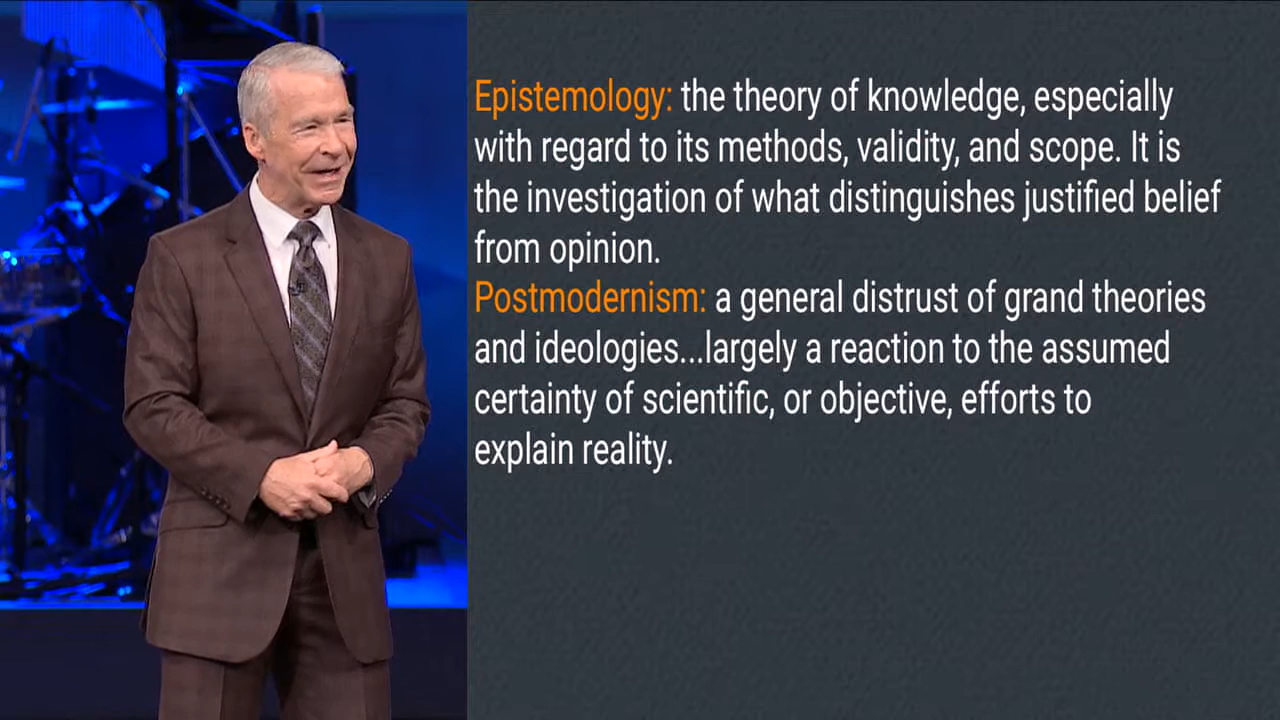 Epistemology: the theory of knowledge, especially
with regard to its methods, validity, and scope. It is
the investigation of what distinguishes justified belief
from opinion.
Postmodernism: a general distrust of grand theories
and ideologies...largely a reaction to the assumed
certainty of scientific, or objective, efforts to
explain reality.